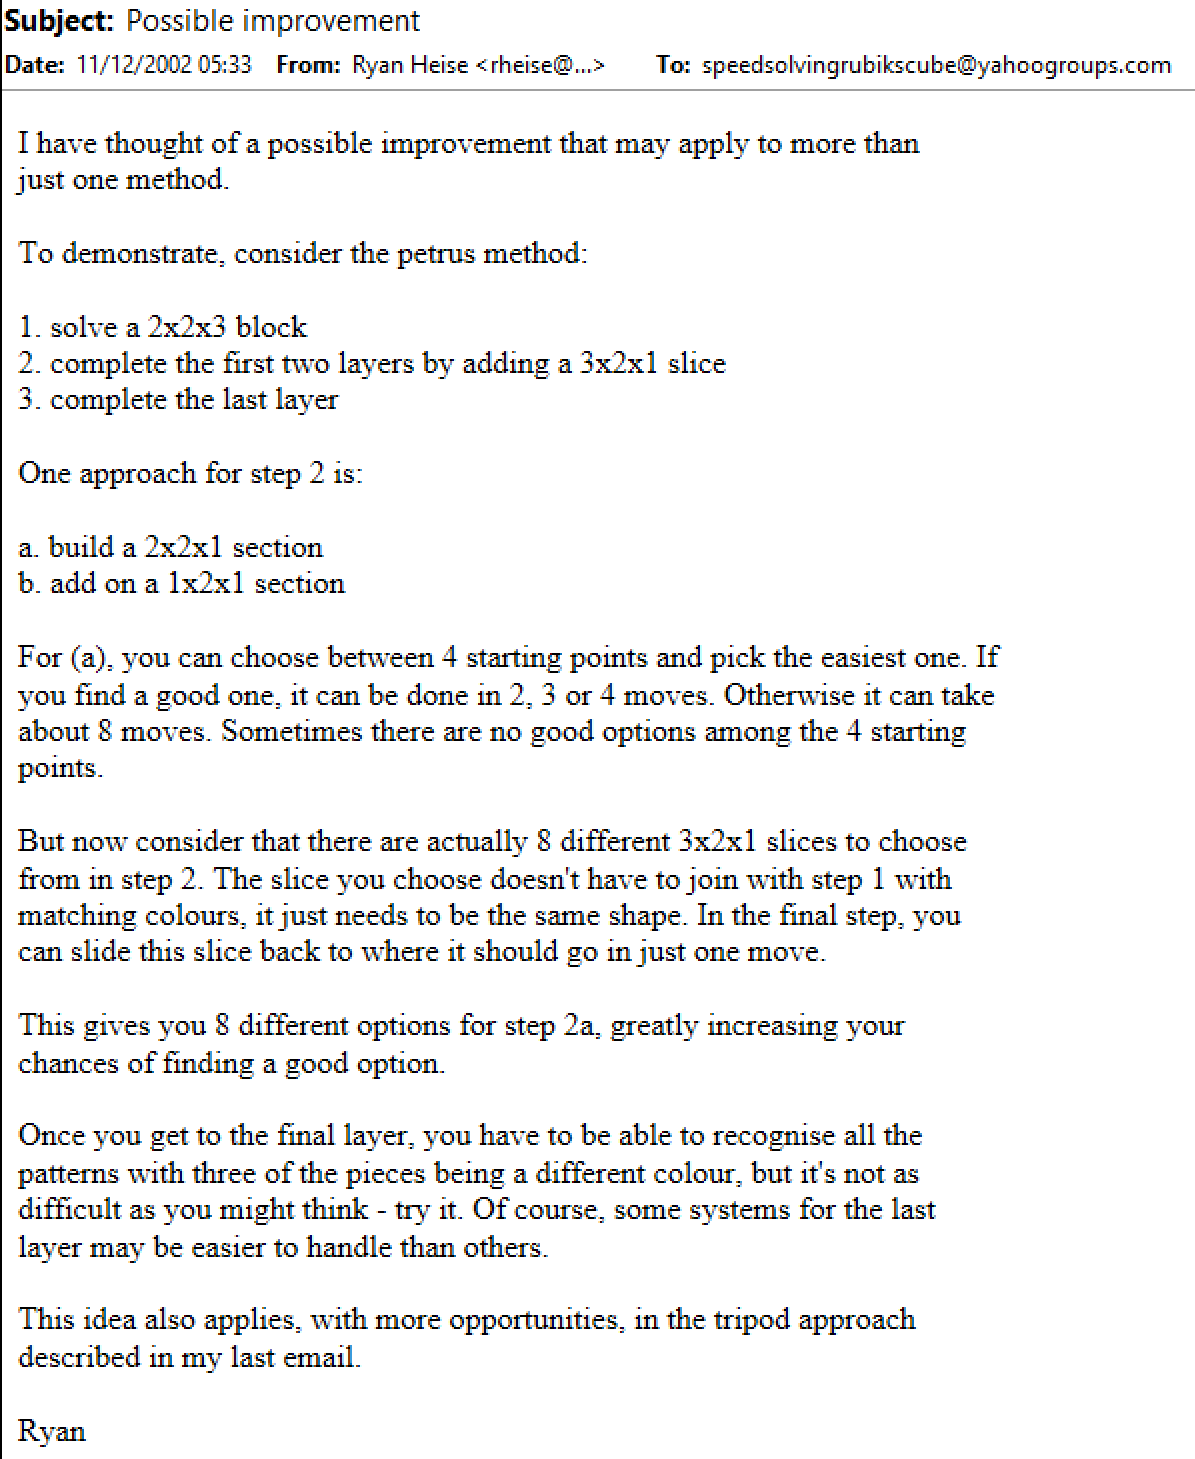 Subject: Possible improvement
Date: 11/12/2002 05:33 From: Ryan Heise <rheise@...> To: speedsolvingrubikscube@yahoogroups.com
I have thought of a possible improvement that may apply to more than
just one method.
To demonstrate, consider the petrus method:
1. solve a 2x2x3 block
2. complete the first two layers by adding a 3x2x1 slice
3. complete the last layer
One approach for step 2 is:
a. build a 2x2x1 section
b. add on a 1x2x1 section
For (a), you can choose between 4 starting points and pick the easiest one. If
you find a good one, it can be done in 2, 3 or 4 moves. Otherwise it can take
about 8 moves. Sometimes there are no good options among the 4 starting
points.
But now consider that there are actually 8 different 3x2x1 slices to choose
from in step 2. The slice you choose doesn't have to join with step 1 with
matching colours, it just needs to be the same shape. In the final step, you
can slide this slice back to where it should go in just one move.
This gives you 8 different options for step 2a, greatly increasing your
chances of finding a good option.
Once you get to the final layer, you have to be able to recognise all the
patterns with three of the pieces being a different colour, but it's not as
difficult as you might think - try it. Of course, some systems for the last
layer may be easier to handle than others.
This idea also applies, with more opportunities, in the tripod approach
described in my last email.
Ryan